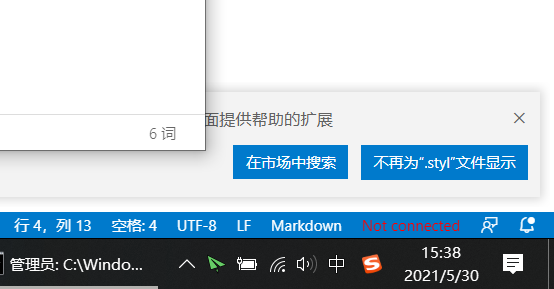 面提供帮助的扩展
6 词
在市场中搜索 不再为“.styl”文件显示
行 4，列 13 空格: 4 UTF-8 LF Markdown Not connected
管理员: C:\Windo... 中 15:38
2021/5/30